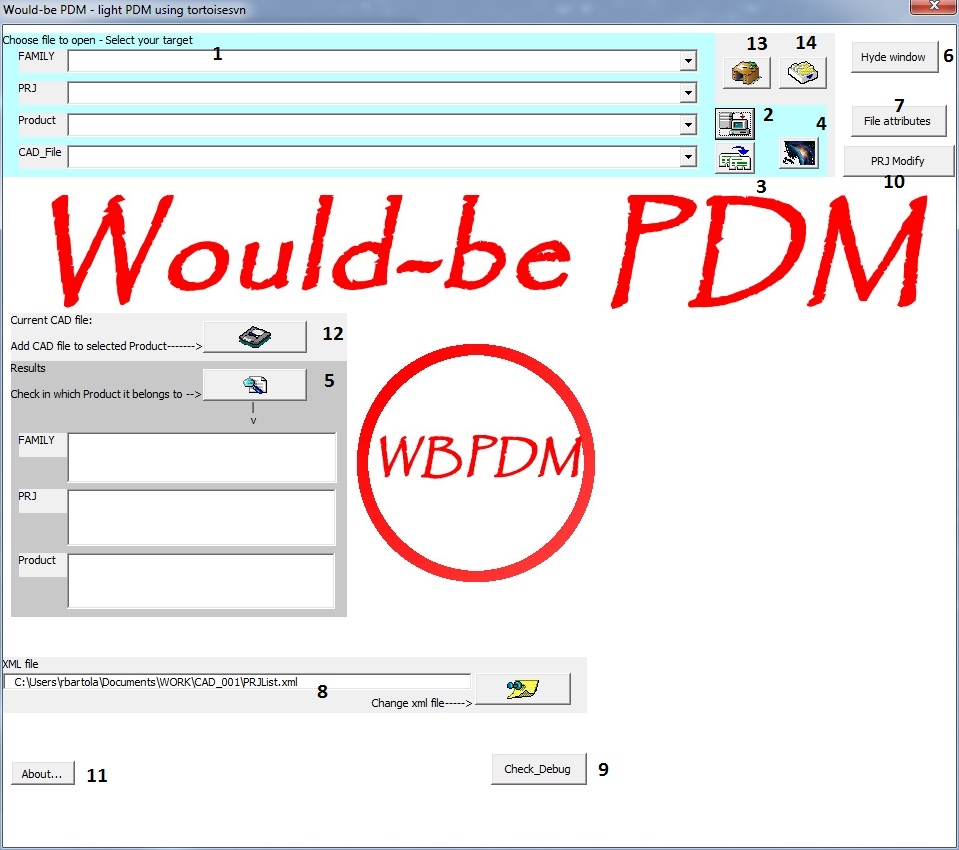 Would-be PDM - light PDM using tortoisesvn
Choose file to open - Select your target
1
13
14
FAMILY
Hyde window
6
PRJ
7
Product
2
File attributes
4
CAD_File
PRJ Modify
3
10
Would-be PDM
Current CAD file:
Add CAD file to selected Product------->
12
Results
Check in which Product it belongs to -->
5
|
v
FAMILY
WBPDM
PRJ
Product
XML file
C:\Users\rbartola\Documents\WORK\CAD_001\PRJList.xml
8
Change xml file----->
About...
11
Check_Debug
9